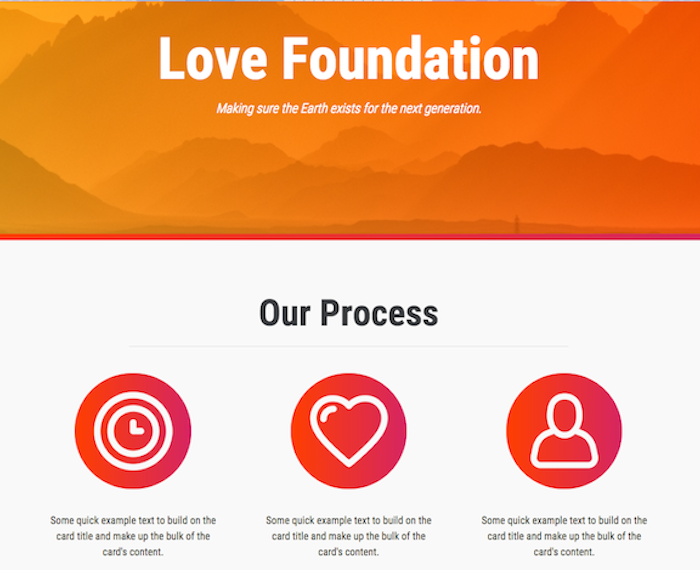 Love Foundation
Making sure the Earth exists for the next generation.
Our Process
Some quick example text to build on the
card title and make up the bulk of the
card's content.
Some quick example text to build on the
card title and make up the bulk of the
card's content.
Some quick example text to build on the
card title and make up the bulk of the
card's content.